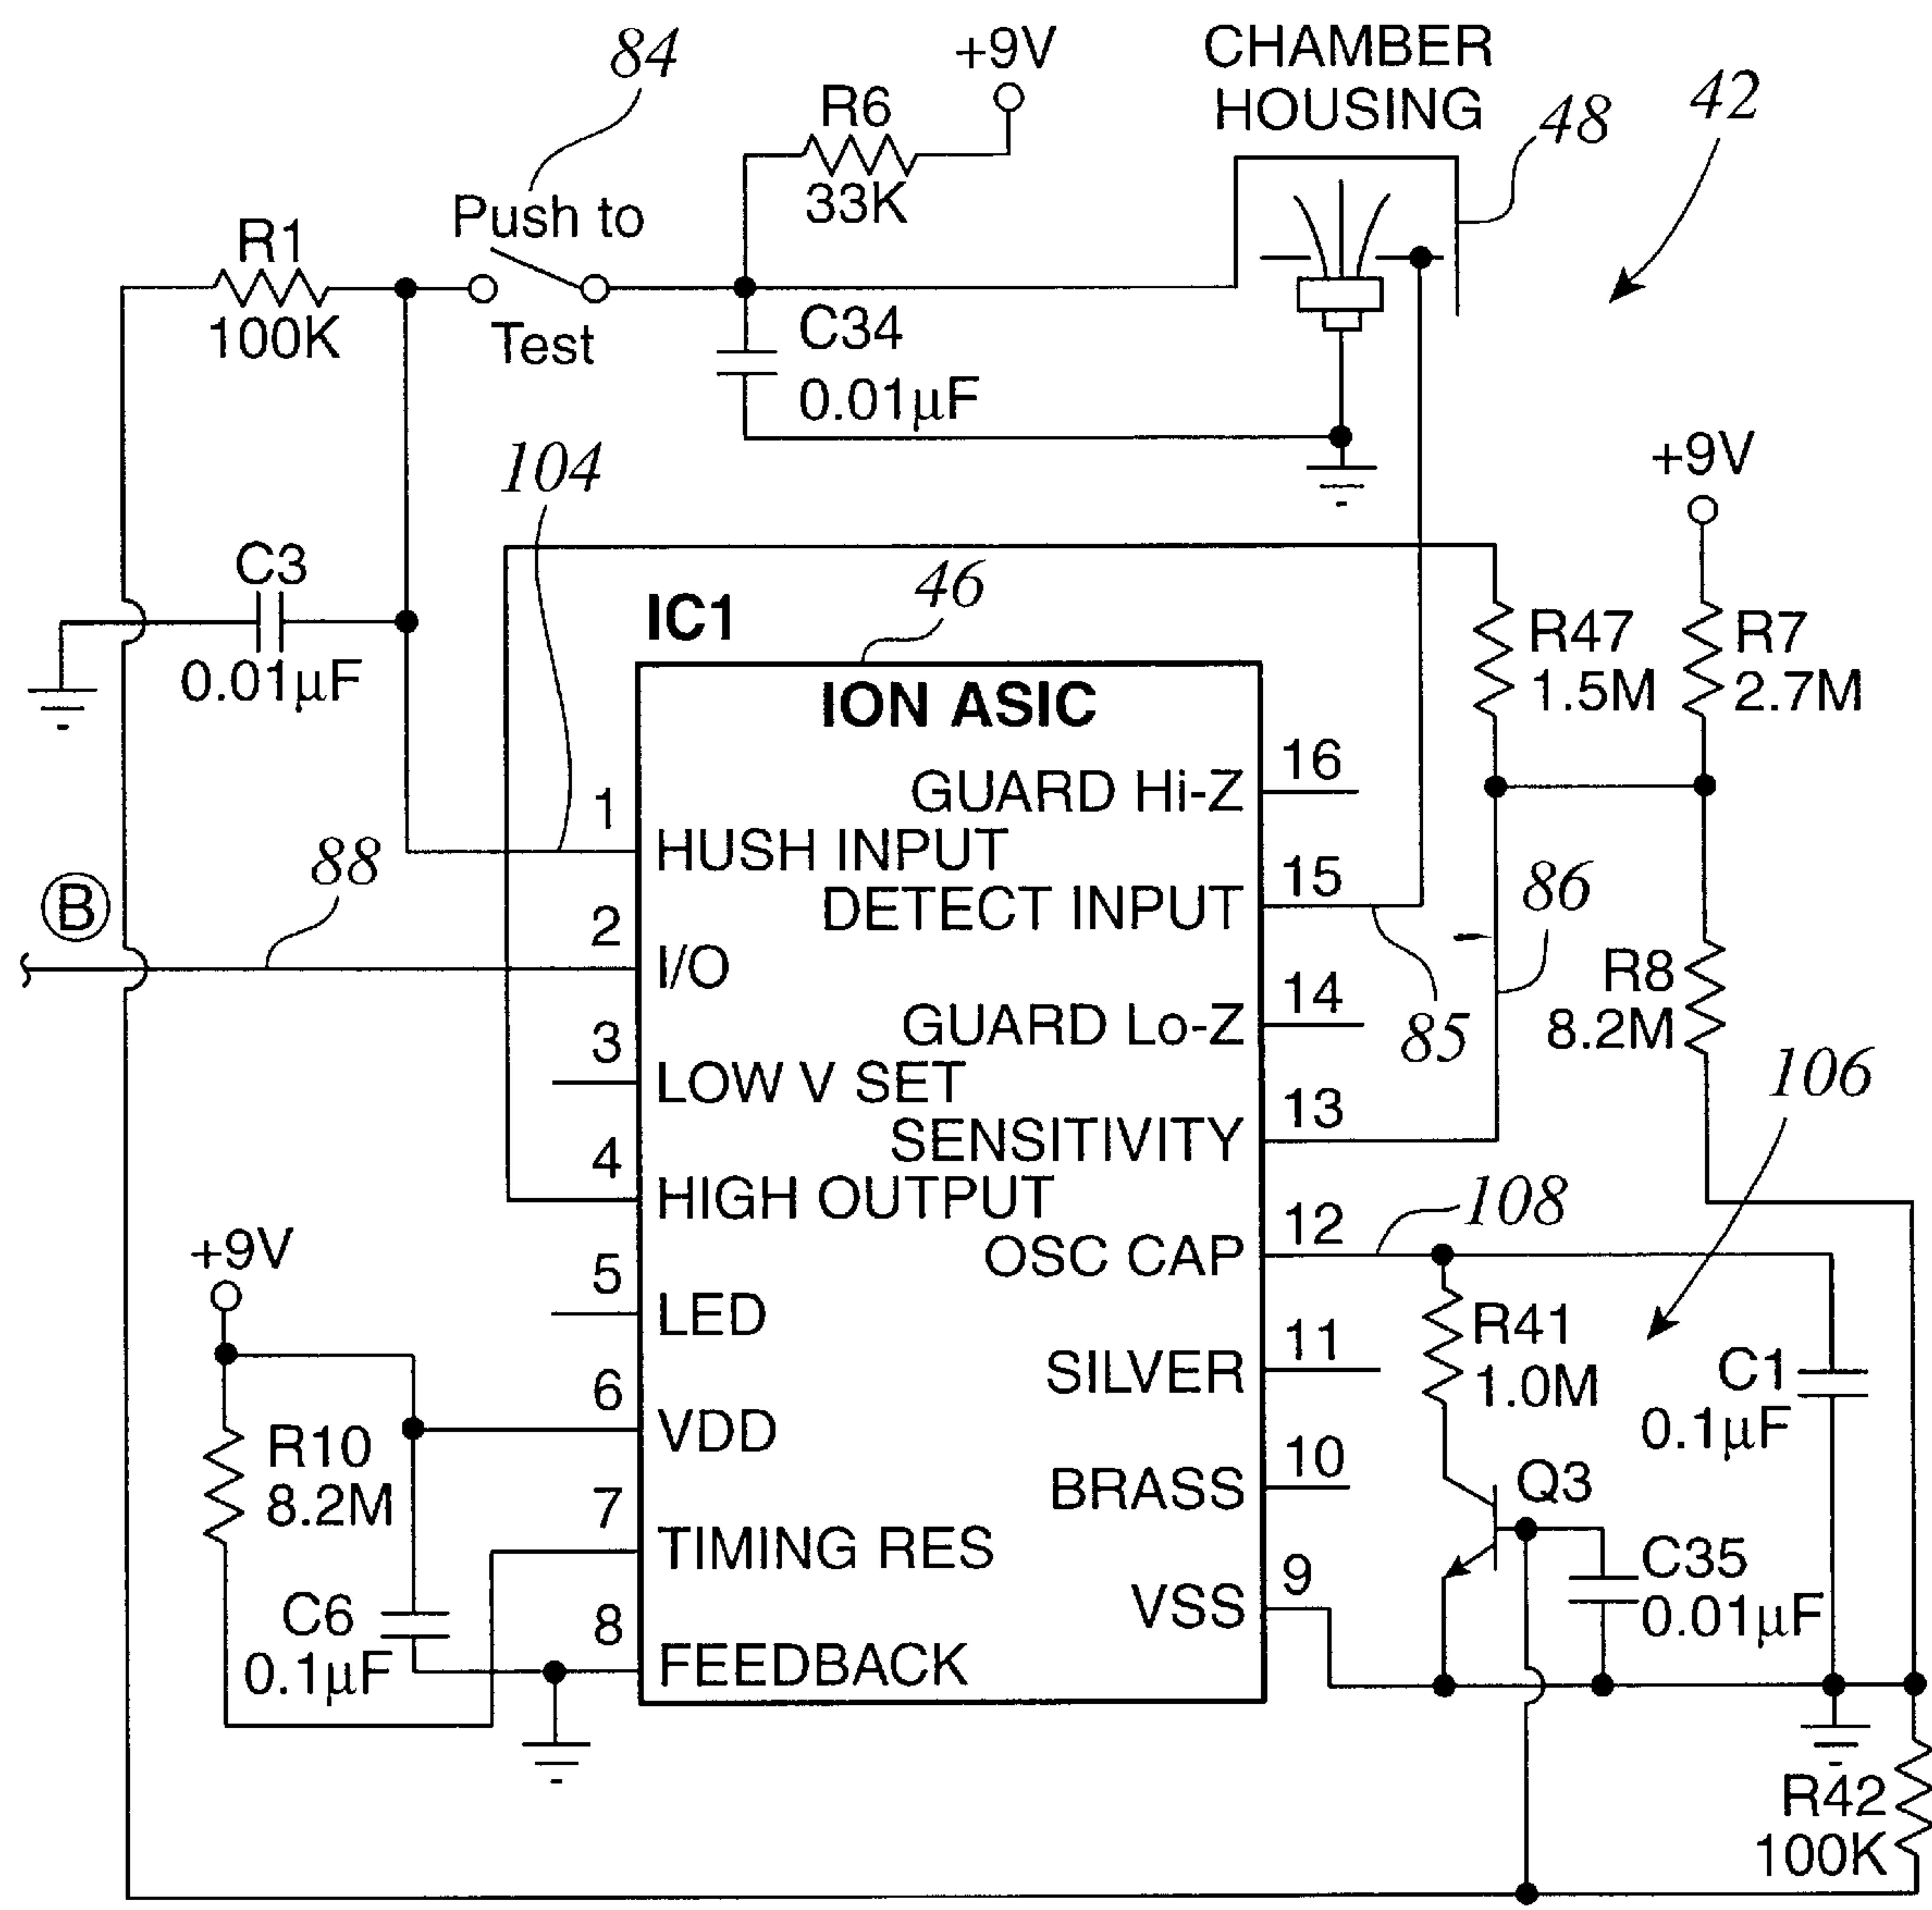 84
+9V
CHAMBER
HOUSING
48
42
R6
33K
R1
100K
Push to
Test
C34
0.01µF
104
+9V
C3
0.01µF
46
IC1
ION ASIC
R47
1.5M
R7
2.7M
1
HUSH INPUT
16
GUARD Hi-Z
88
B
2
I/O
15
DETECT INPUT
86
85
3
LOW V SET
14
GUARD Lo-Z
R8
8.2M
106
4
HIGH OUTPUT
13
SENSITIVITY
108
+9V
5
LED
12
OSC CAP
R41
1.0M
C1
0.1µF
6
VDD
11
SILVER
R10
8.2M
7
TIMING RES
10
BRASS
Q3
C35
0.01µF
C6
0.1µF
8
FEEDBACK
9
VSS
R42
100K